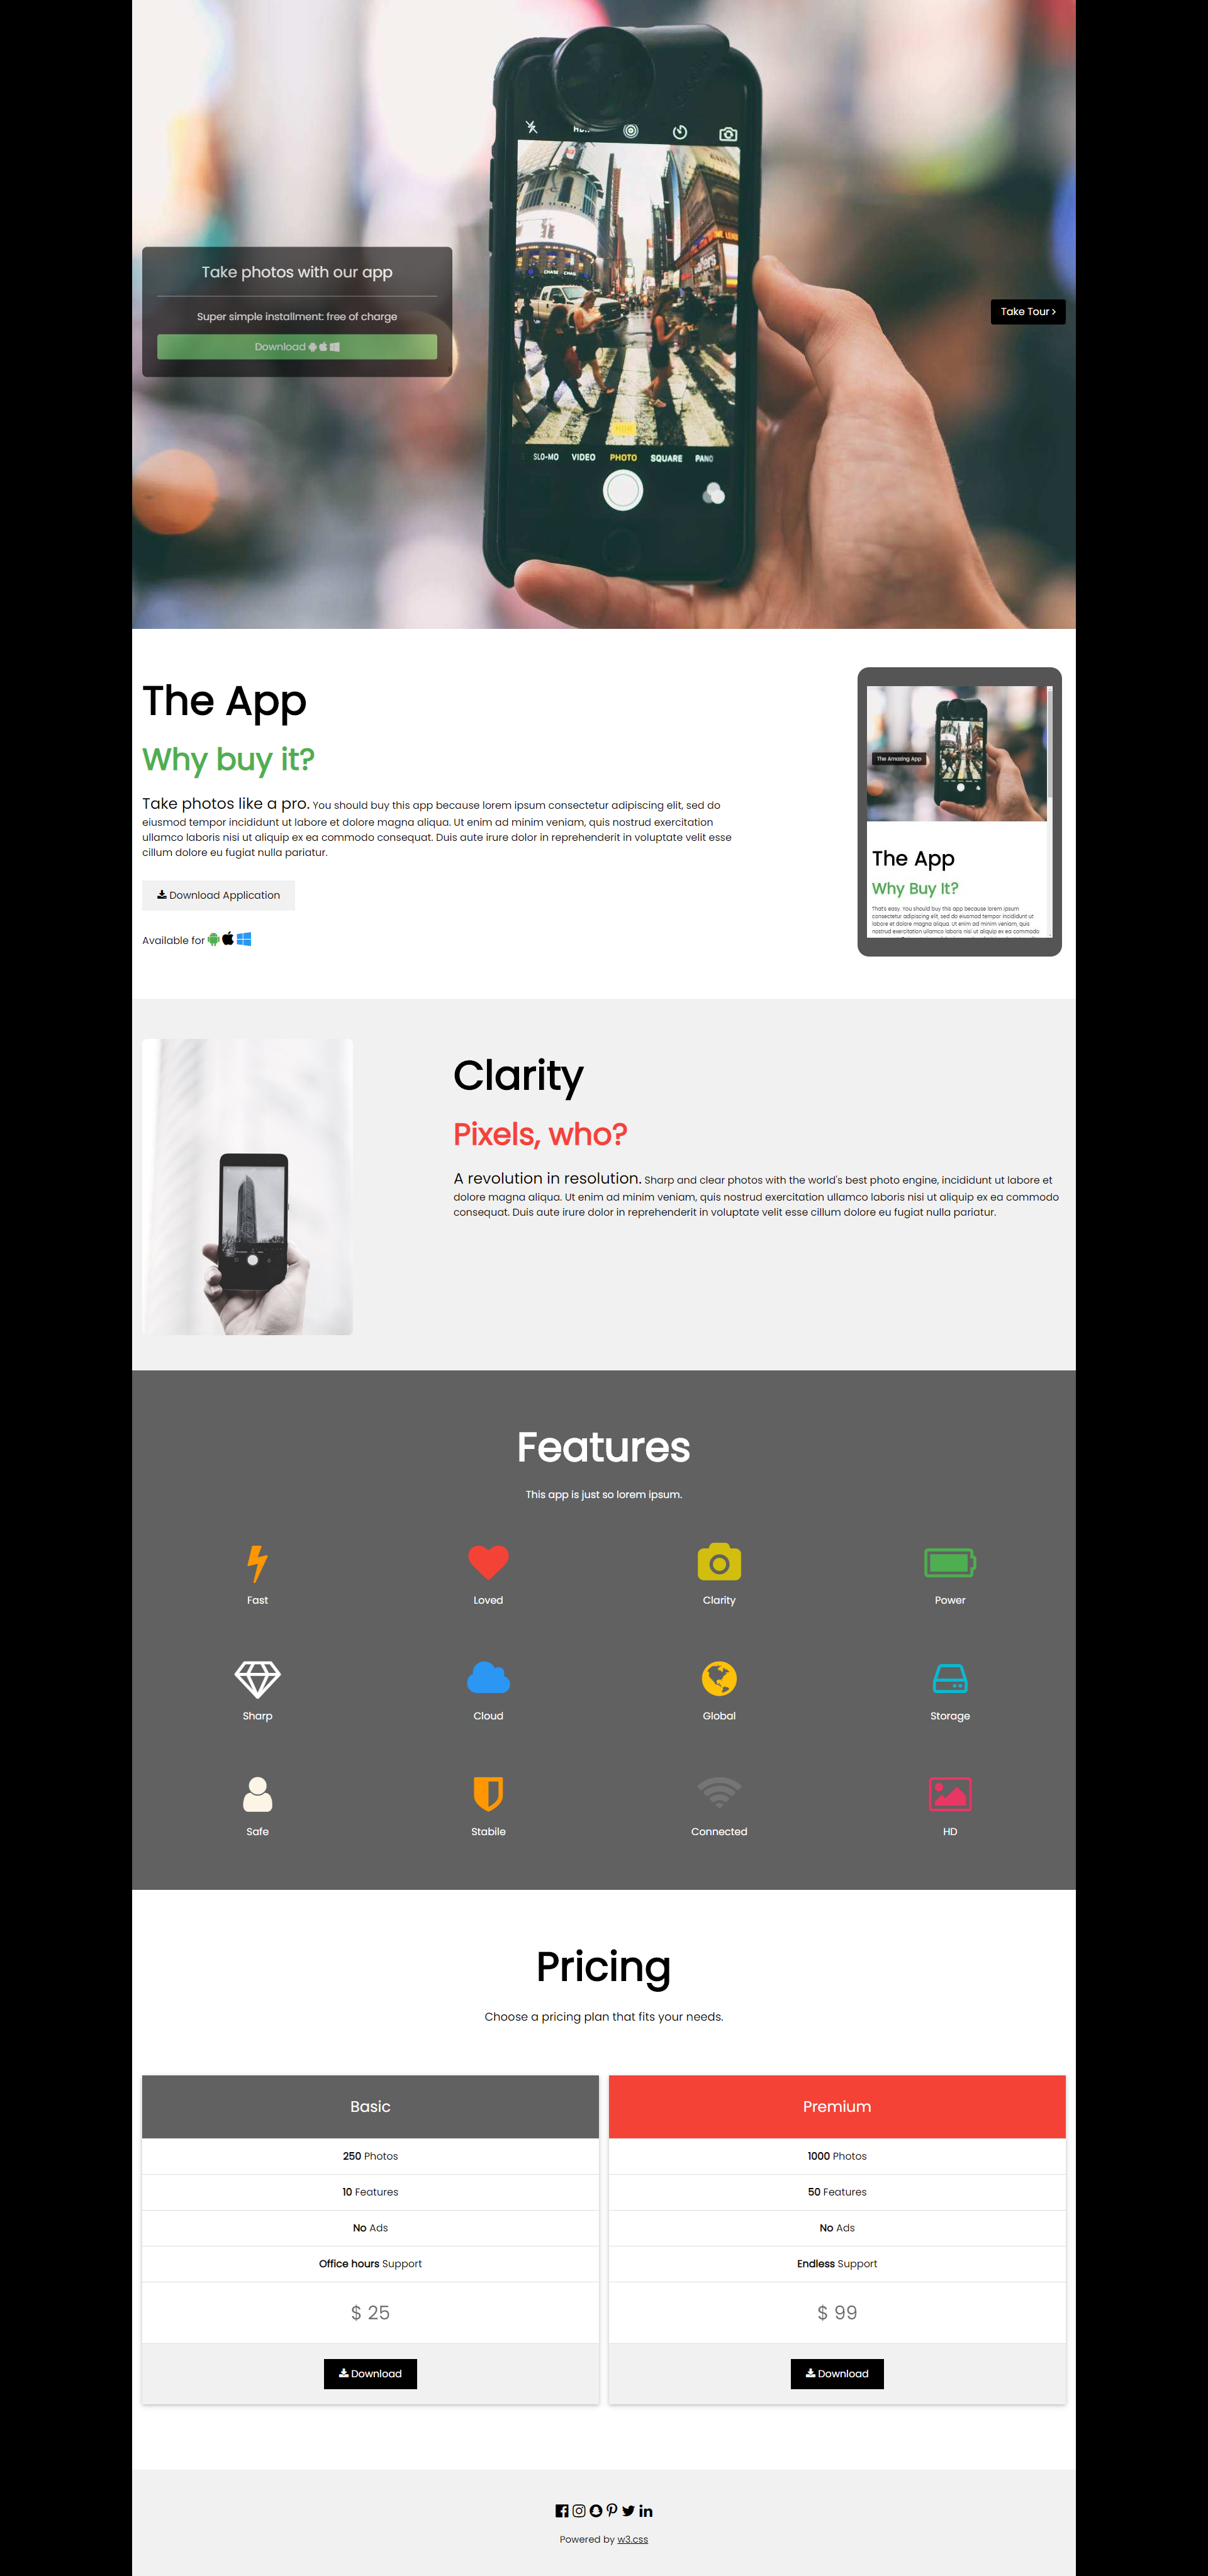 Take photos with our app
Super simple installment: free of charge
Download
Take Tour
SLO-MO VIDEO PHOTO SQUARE PANO
The App
Why buy it?
Take photos like a pro. You should buy this app because lorem ipsum consectetur adipiscing elit, sed do
eiusmod tempor incididunt ut labore et dolore magna aliqua. Ut enim ad minim veniam, quis nostrud exercitation
ullamco laboris nisi ut aliquip ex ea commodo consequat. Duis aute irure dolor in reprehenderit in voluptate velit esse
cillum dolore eu fugiat nulla pariatur.
Download Application
Available for
The Amazing App
The App
Why Buy It?
That's easy. You should buy this app because lorem ipsum
consectetur adipiscing elit, sed do eiusmod tempor incididunt ut
labore et dolore magna aliqua. Ut enim ad minim veniam, quis
nostrud exercitation ullamco laboris nisi ut aliquip ex ea commodo
Clarity
Pixels, who?
A revolution in resolution. Sharp and clear photos with the world's best photo engine, incididunt ut labore et
dolore magna aliqua. Ut enim ad minim veniam, quis nostrud exercitation ullamco laboris nisi ut aliquip ex ea commodo
consequat. Duis aute irure dolor in reprehenderit in voluptate velit esse cillum dolore eu fugiat nulla pariatur.
Features
This app is just so lorem ipsum.
Fast
Loved
Clarity
Power
Sharp
Cloud
Global
Storage
Safe
Stabile
Connected
HD
Pricing
Choose a pricing plan that fits your needs.
Basic
250 Photos
10 Features
No Ads
Office hours Support
$ 25
Download
Premium
1000 Photos
50 Features
No Ads
Endless Support
$ 99
Download
Powered by w3.css